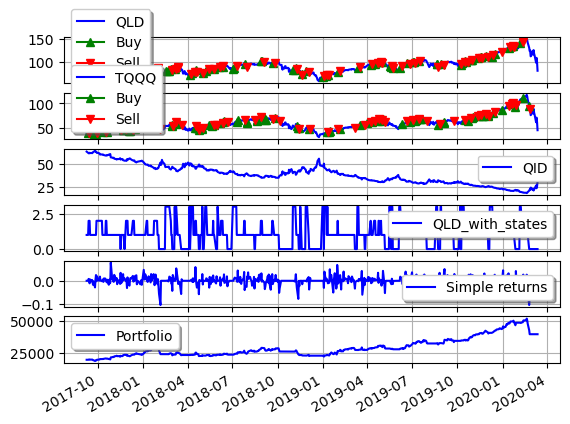 QLD
Buy
Sell
150
100
TQQQ
Buy
Sell
100
50
QID
50
25
QLD_with_states
2.5
0.0
Simple returns
0.0
−0.1
Portfolio
50000
25000
2017-10
2018-01
2018-04
2018-07
2018-10
2019-01
2019-04
2019-07
2019-10
2020-01
2020-04